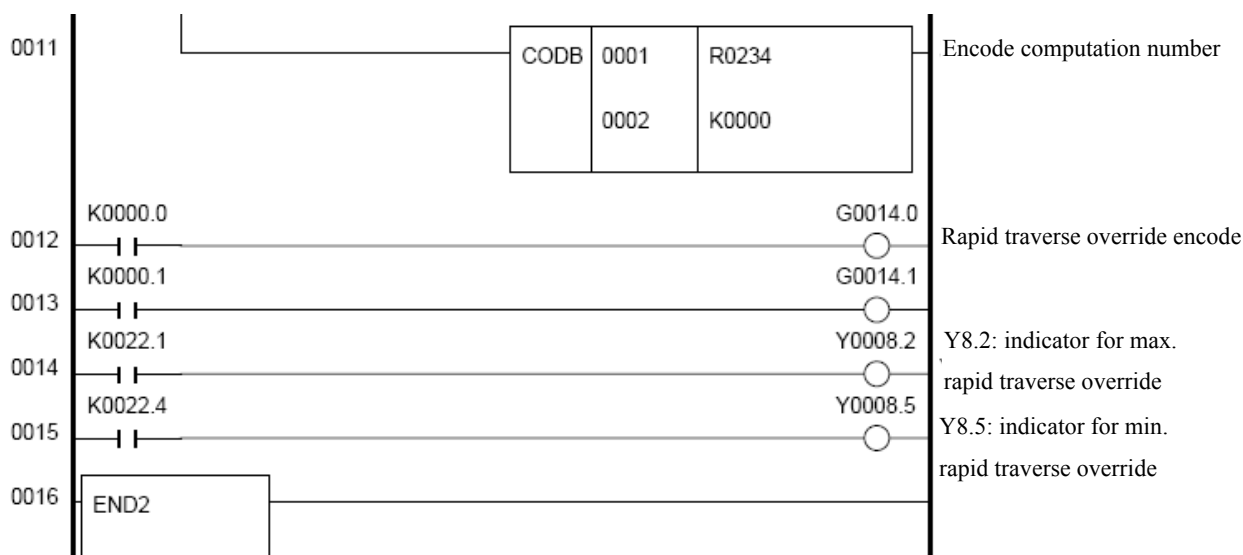 0011
CODB 0001 R0234
Encode computation number
0002 K0000
K0000.0 G0014.0
0012
Rapid traverse override encode
K0000.1 G0014.1
0013
K0022.1 Y0008.2
Y8.2: indicator for max.
0014
rapid traverse override
K0022.4 Y0008.5
0015
Y8.5: indicator for min.
rapid traverse override
0016
END2